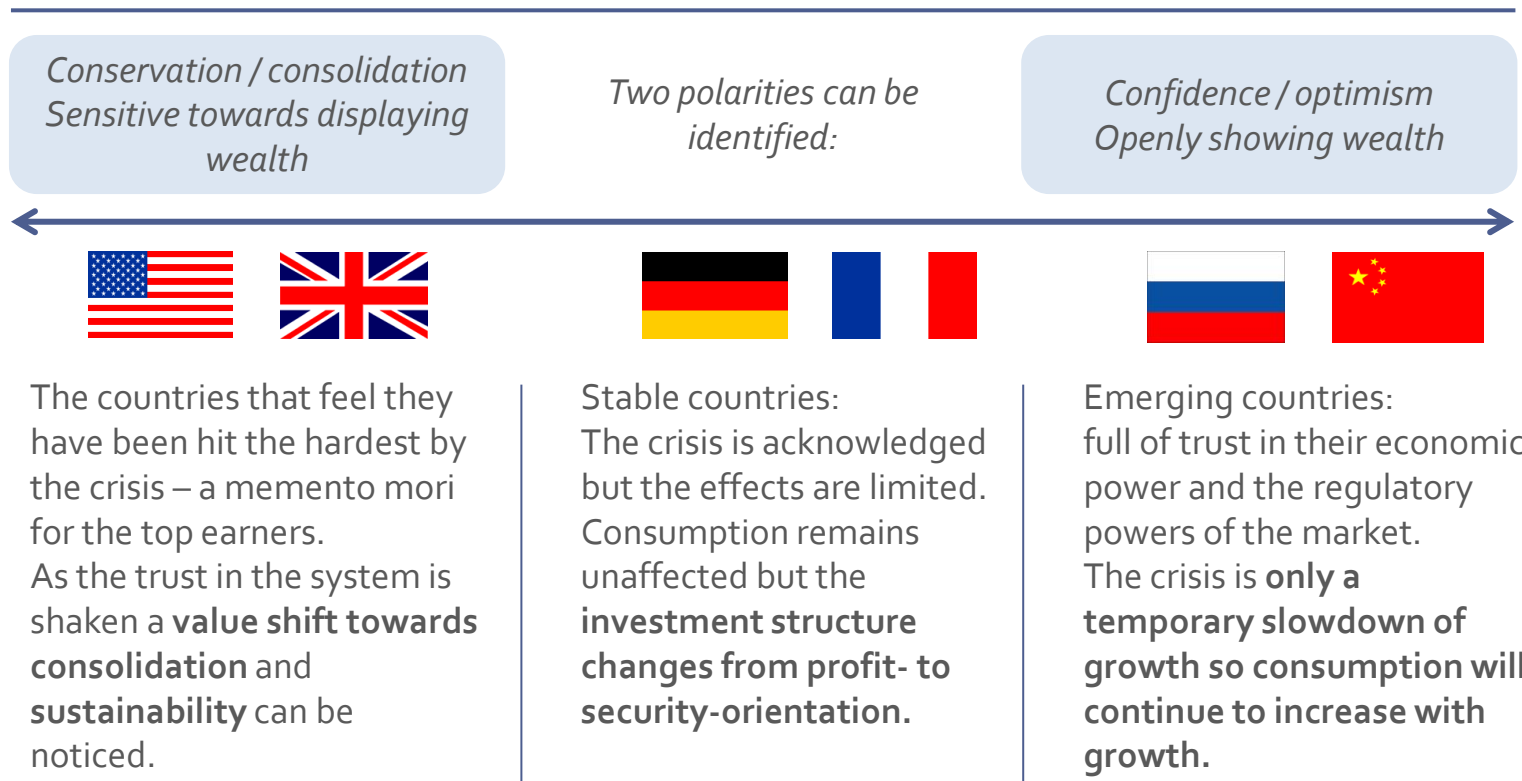 Conservation / consolidation
Sensitive towards displaying
wealth
Two polarities can be
identified:
Confidence / optimism
Openly showing wealth
The countries that feel they
have been hit the hardest by
the crisis – a memento mori
for the top earners.
As the trust in the system is
shaken a value shift towards
consolidation and
sustainability can be
noticed.
Stable countries:
The crisis is acknowledged
but the effects are limited.
Consumption remains
unaffected but the
investment structure
changes from profit- to
security-orientation.
Emerging countries:
full of trust in their economic
power and the regulatory
powers of the market.
The crisis is only a
temporary slowdown of
growth so consumption will
continue to increase with
growth.